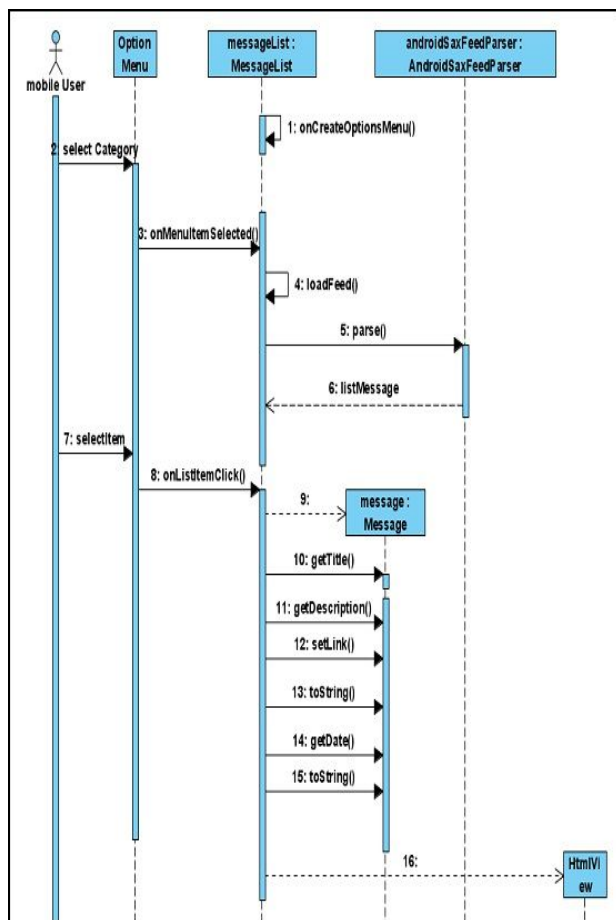 mobile User
Option
Menu
messageList :
MessageList
androidSaxFeedParser :
AndroidSaxFeedParser
1: onCreateOptionsMenu()
2: select Category
3: onMenuItemSelected()
4: loadFeed()
5: parse()
6: listMessage
7: selectItem
8: onListItemClick()
9:
message :
Message
10: getTitle()
11: getDescription()
12: setLink()
13: toString()
14: getDate()
15: toString()
16:
HtmlVi
ew